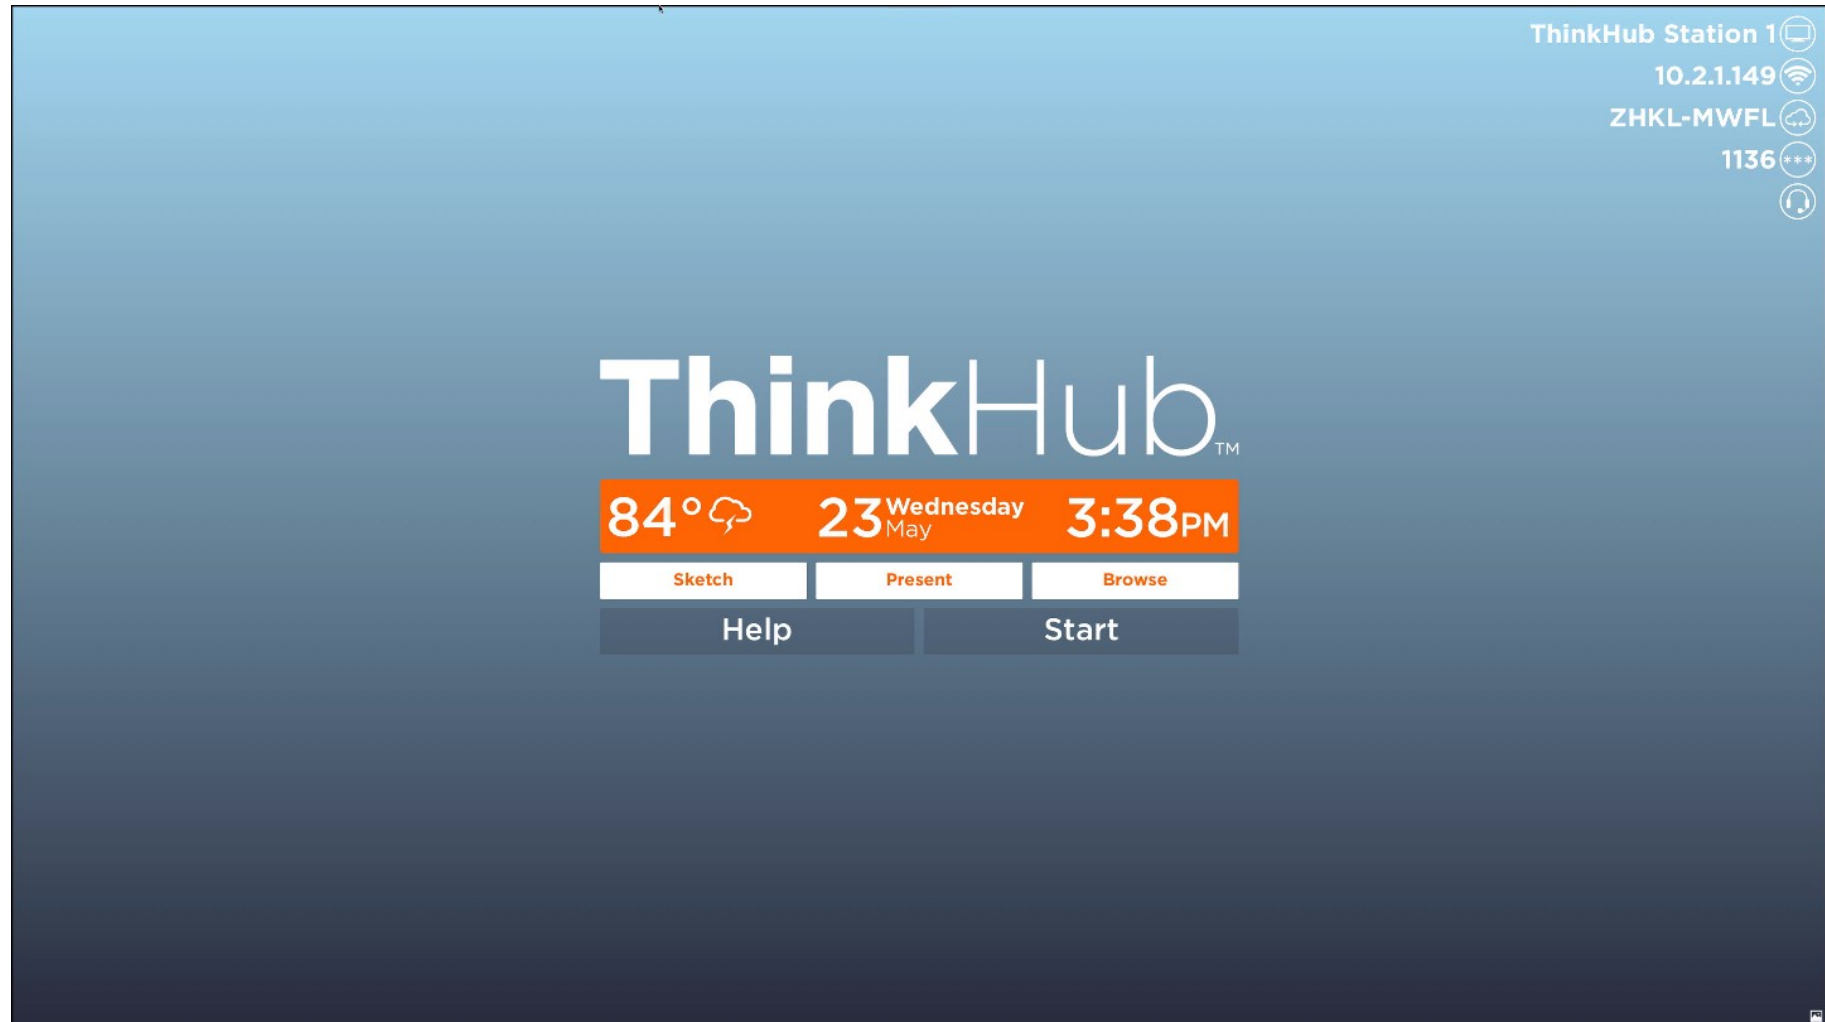 ThinkHub Station 1
10.2.1.149
ZHKL-MWFL
1136 ***
ThinkHub™
84° 23 Wednesday May 3:38PM
Sketch Present Browse
Help Start